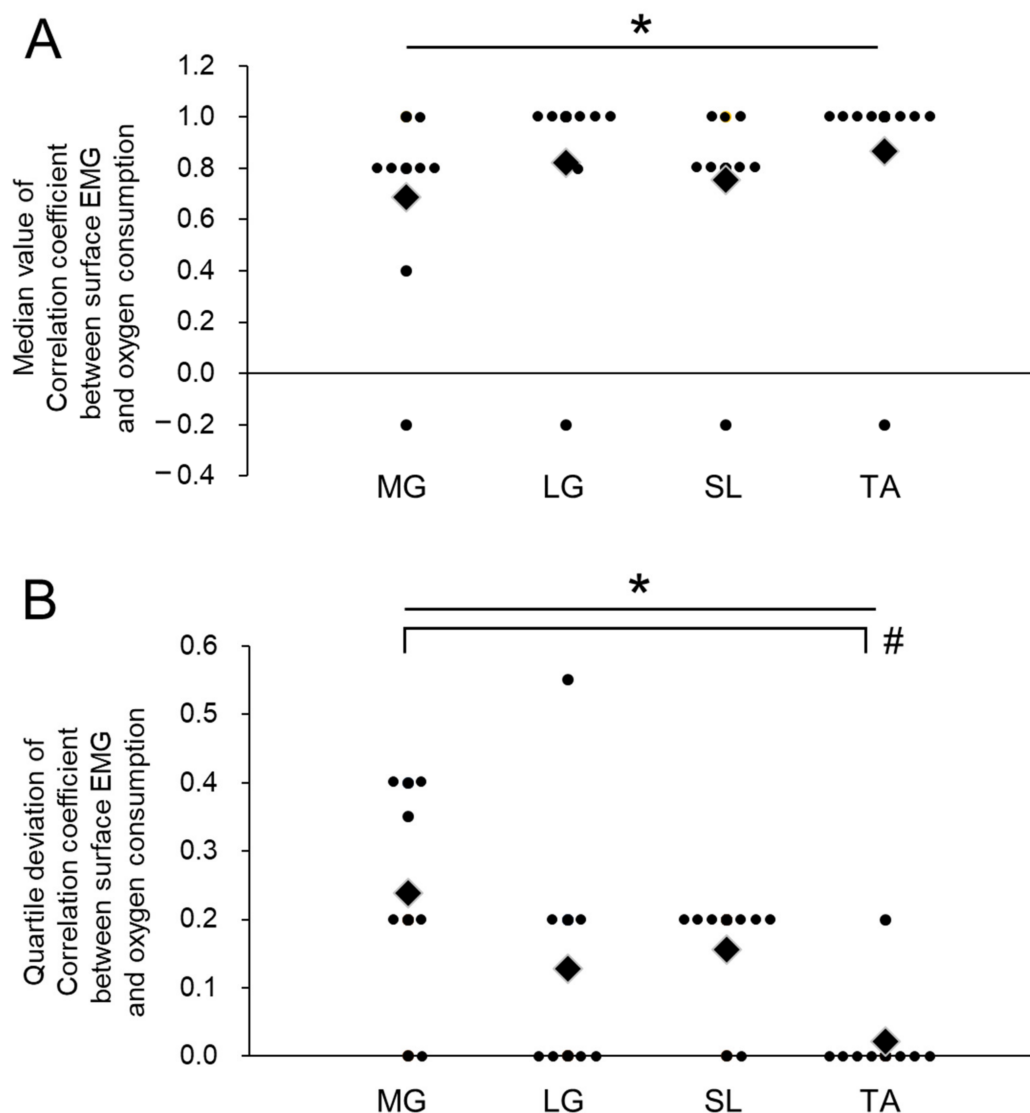 A
*
1.2
1.0
0.8
0.6
0.4
0.2
0.0
−0.2
−0.4
Median value of
Correlation coefficient
between surface EMG
and oxygen consumption
MG LG SL TA
B
*
#
0.6
0.5
0.4
0.3
0.2
0.1
0.0
Quartile deviation of
Correlation coefficient
between surface EMG
and oxygen consumption
MG LG SL TA